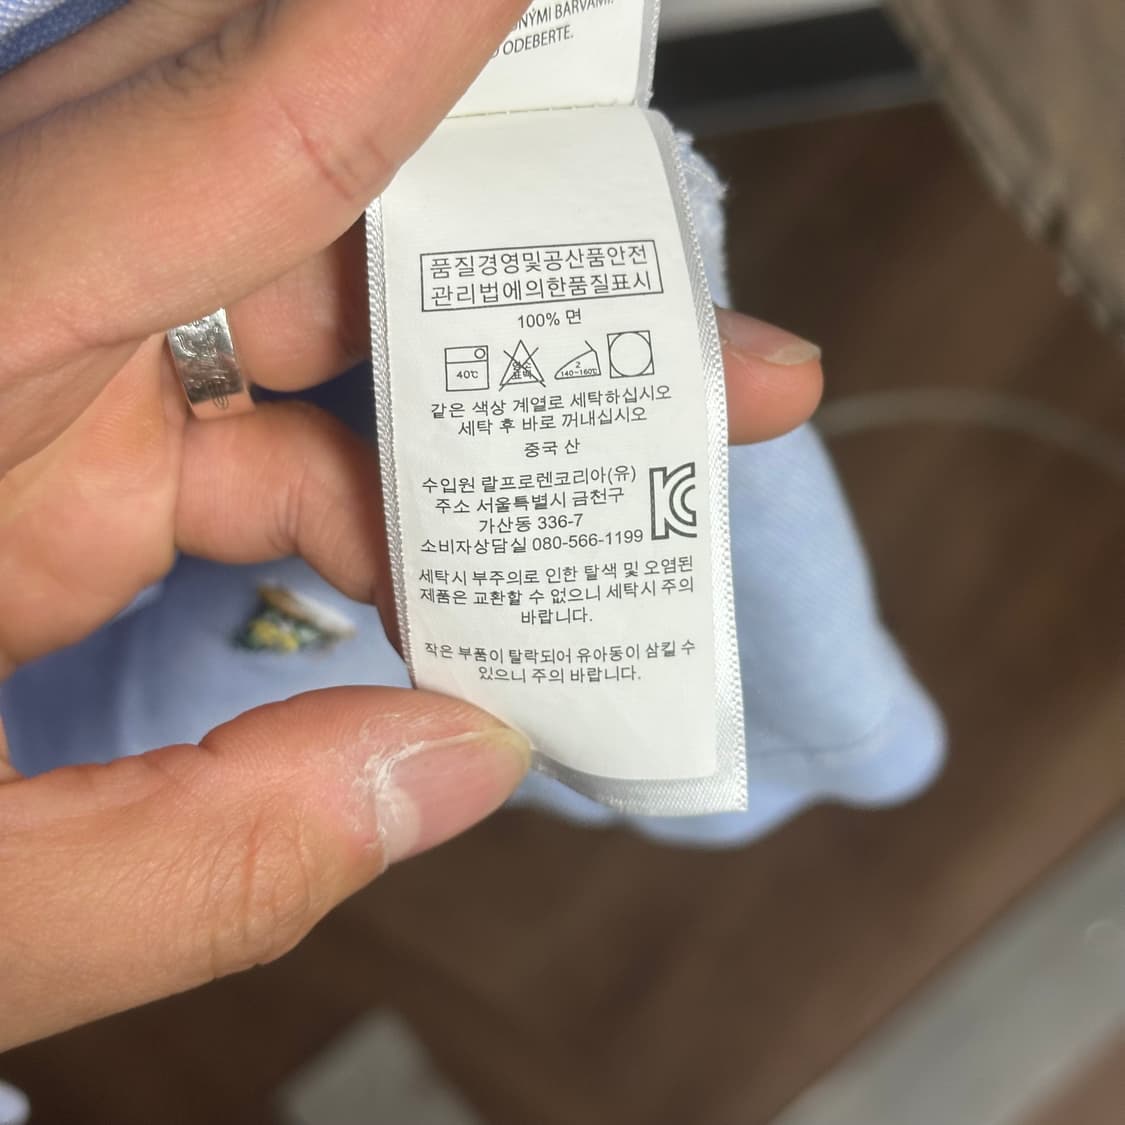 ÝMI BARVAMI.
ODEBERTE.
품질경영및공산품안전
관리법에의한품질표시
100% 면
40℃
염소
표백
2
140~160℃
같은 색상 계열로 세탁하십시오
세탁 후 바로 꺼내십시오
중국 산
수입원 랄프로렌코리아(유)
주소 서울특별시 금천구
가산동 336-7
소비자상담실 080-566-1199
세탁시 부주의로 인한 탈색 및 오염된
제품은 교환할 수 없으니 세탁시 주의
바랍니다.
작은 부품이 탈락되어 유아동이 삼킬 수
있으니 주의 바랍니다.